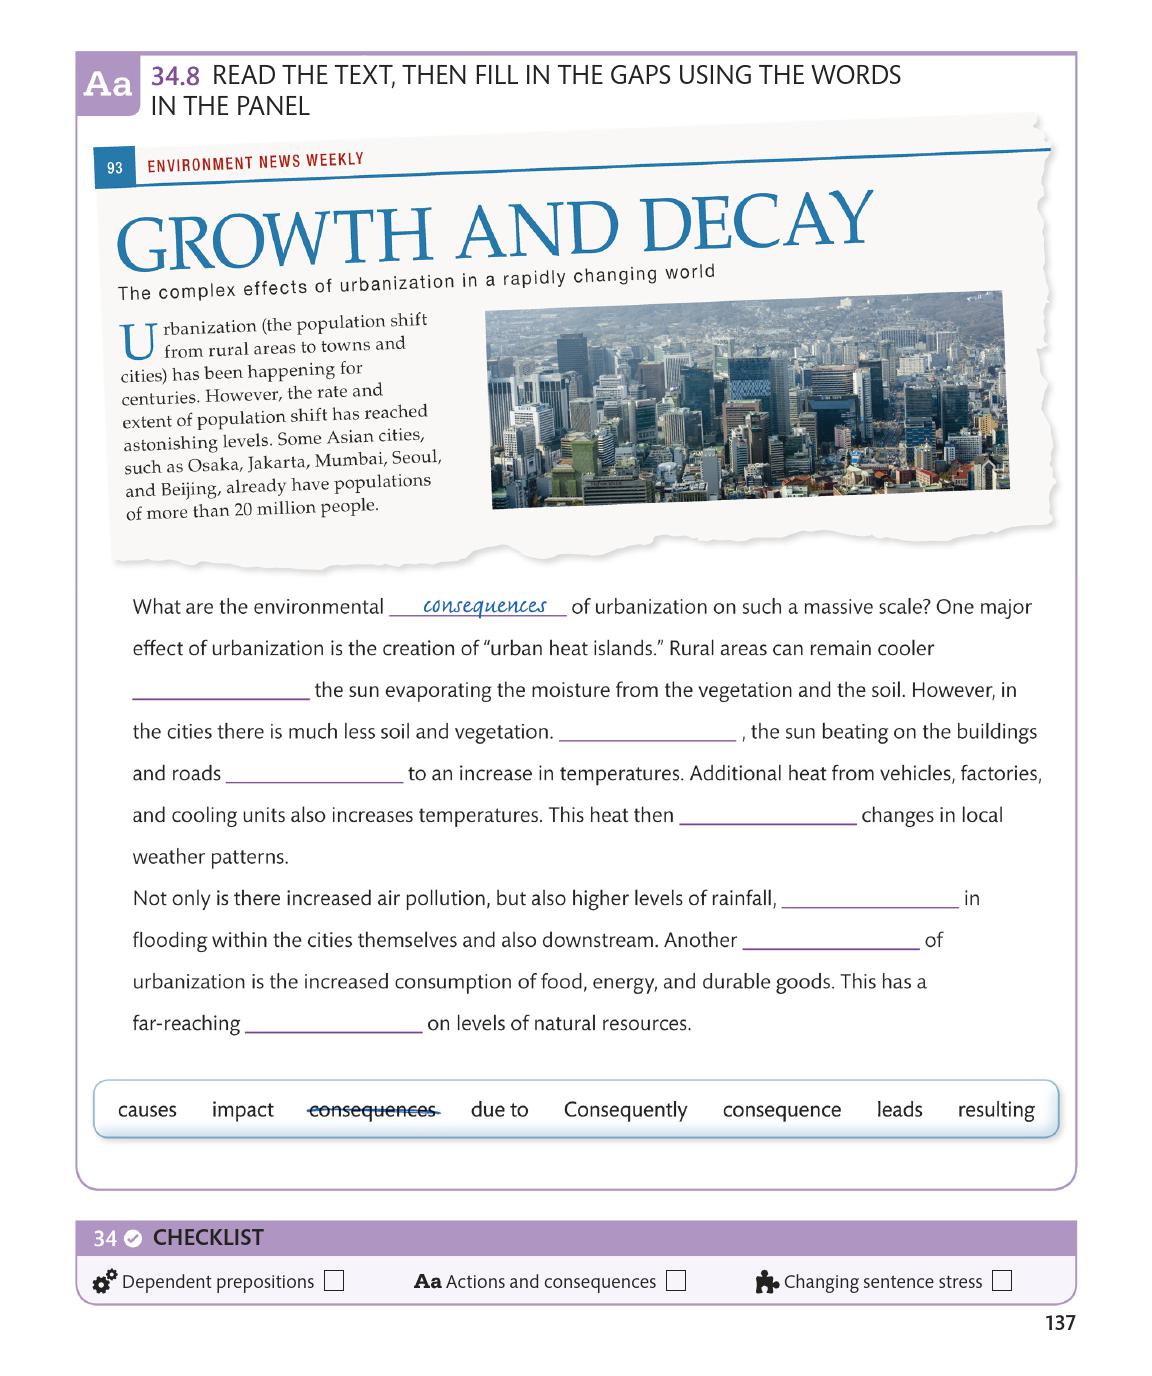 Aa 34.8 READ THE TEXT, THEN FILL IN THE GAPS USING THE WORDS
IN THE PANEL
93 ENVIRONMENT NEWS WEEKLY
GROWTH AND DECAY
The complex effects of urbanization in a rapidly changing world
Urbanization (the population shift
from rural areas to towns and
cities) has been happening for
centuries. However, the rate and
extent of population shift has reached
astonishing levels. Some Asian cities,
such as Osaka, Jakarta, Mumbai, Seoul,
and Beijing, already have populations
of more than 20 million people.
What are the environmental consequences of urbanization on such a massive scale? One major
effect of urbanization is the creation of “urban heat islands.” Rural areas can remain cooler
____ the sun evaporating the moisture from the vegetation and the soil. However, in
the cities there is much less soil and vegetation. ____ , the sun beating on the buildings
and roads ____ to an increase in temperatures. Additional heat from vehicles, factories,
and cooling units also increases temperatures. This heat then ____ changes in local
weather patterns.
Not only is there increased air pollution, but also higher levels of rainfall, ____ in
flooding within the cities themselves and also downstream. Another ____ of
urbanization is the increased consumption of food, energy, and durable goods. This has a
far-reaching ____ on levels of natural resources.
causes impact consequences due to Consequently consequence leads resulting
34 CHECKLIST
Dependent prepositions Aa Actions and consequences Changing sentence stress
137